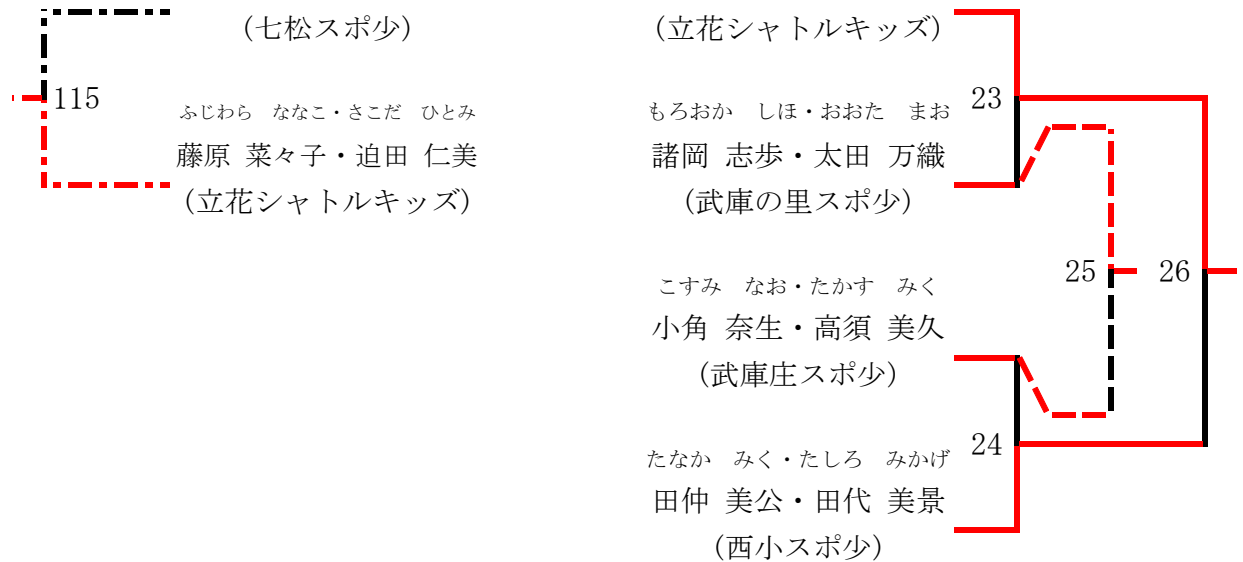 (七松スポ少)
115
ふじわら ななこ・さこだ ひとみ
藤原 菜々子・迫田 仁美
(立花シャトルキッズ)
(立花シャトルキッズ)
23
もろおか しほ・おおた まお
諸岡 志歩・太田 万織
(武庫の里スポ少)
25
26
こすみ なお・たかす みく
小角 奈生・高須 美久
(武庫庄スポ少)
24
たなか みく・たしろ みかげ
田仲 美公・田代 美景
(西小スポ少)